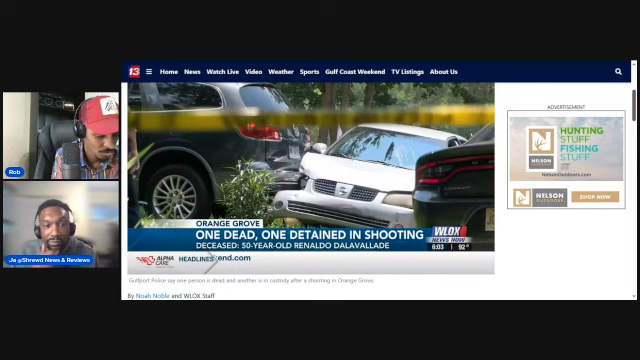 13
Home News Watch Live Video Weather Sports Gulf Coast Weekend TV Listings About Us
Rob
Ja @Shrewd News & Reviews
ORANGE GROVE
ONE DEAD, ONE DETAINED IN SHOOTING
DECEASED: 50-YEAR-OLD RENALDO DALAVALLADE
WLOX
NEWS NOW
6:03 92°
ALPHA CARE
HEADLINES
end.com
Gulfport Police say one person is dead and another is in custody after a shooting in Orange Grove.
By Noah Noble and WLOX Staff
ADVERTISEMENT
NELSON
HUNTING
STUFF
FISHING
STUFF
NelsonOutdoors.com
NELSON
SHOP NOW